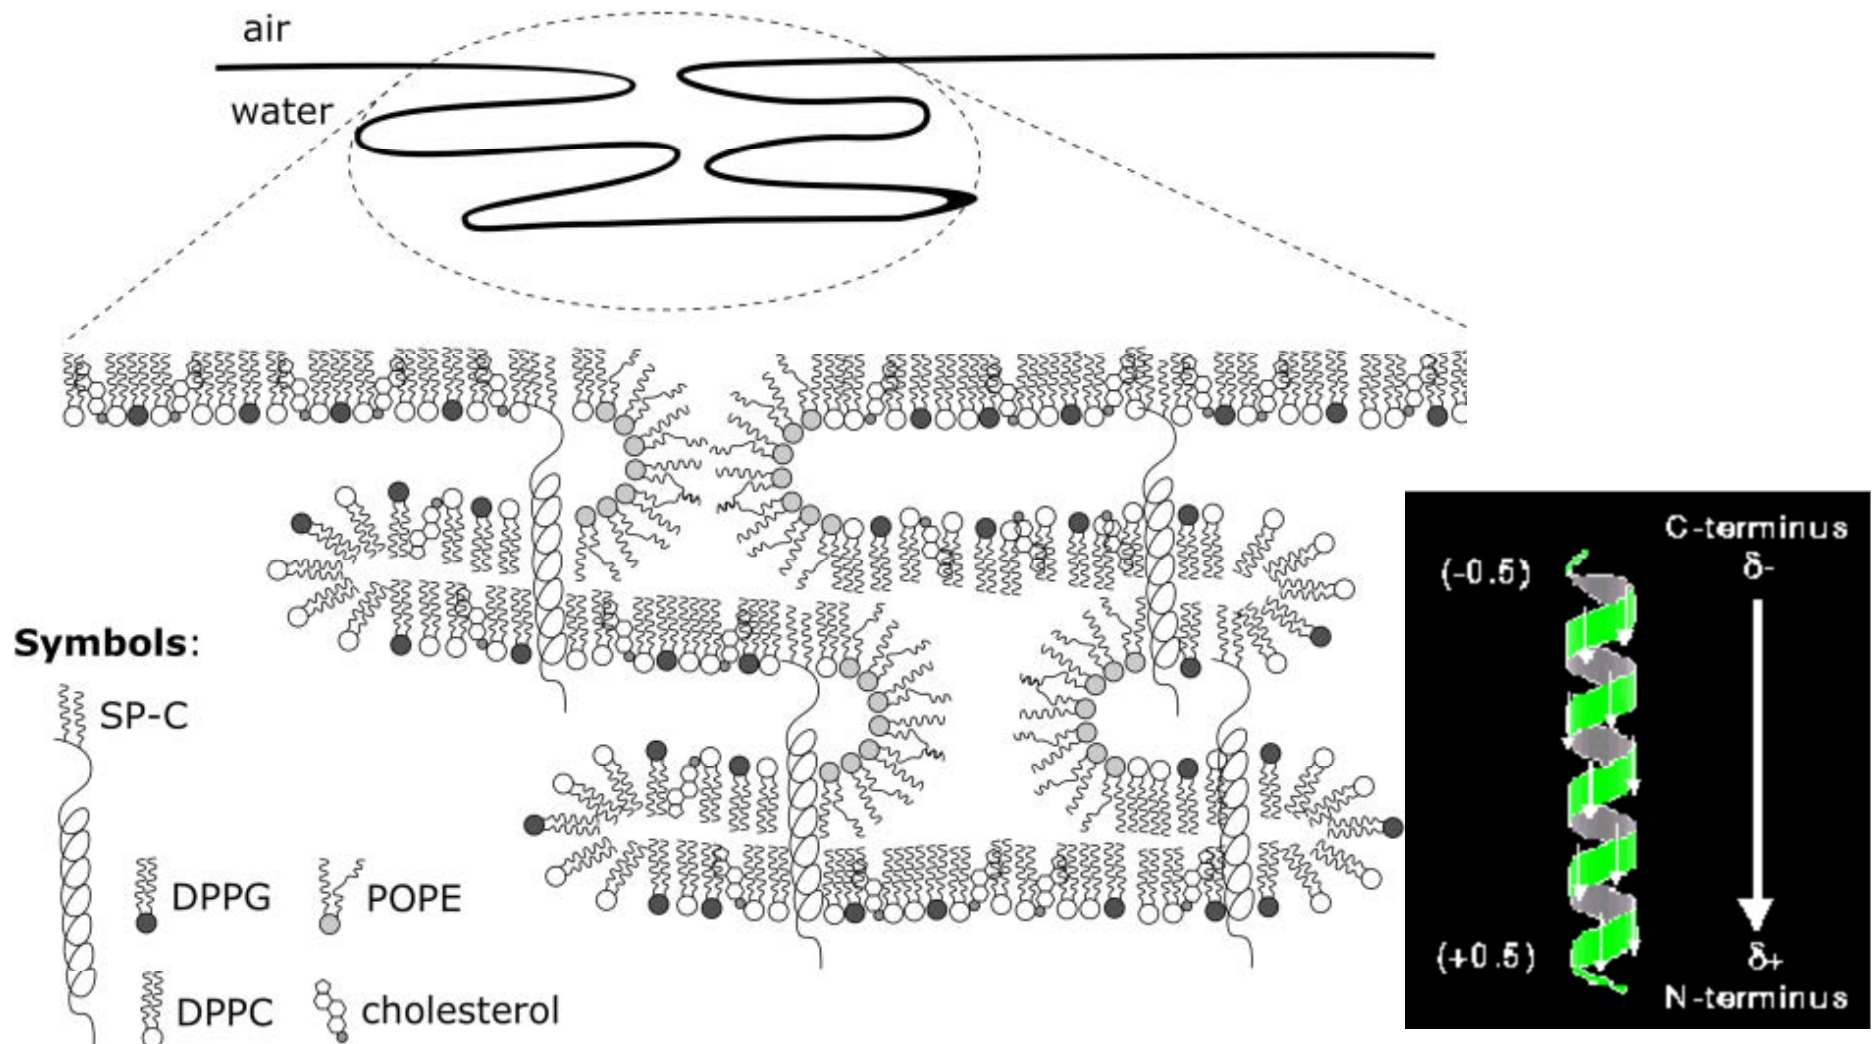 air
water
Symbols:
SP-C
DPPG
POPE
DPPC
cholesterol
C-terminus
(-0.5)
δ-
(+0.5)
δ+
N-terminus